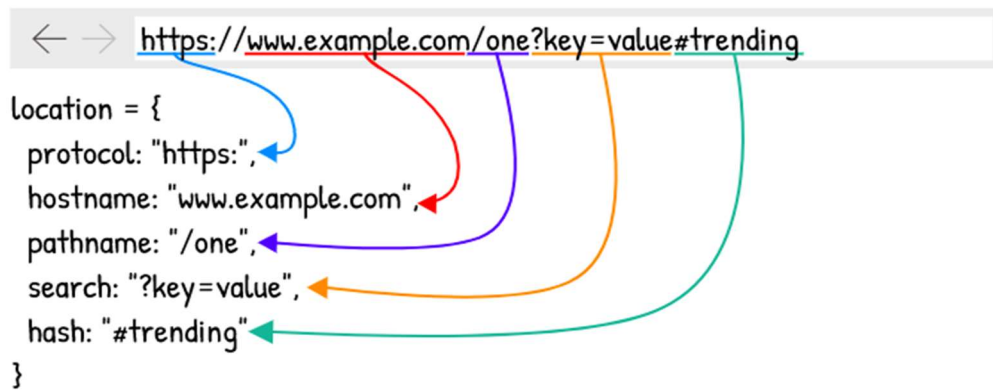 https://www.example.com/one?key=value#trending
location = {
protocol: "https:",
hostname: "www.example.com",
pathname: "/one",
search: "?key=value",
hash: "#trending"
}